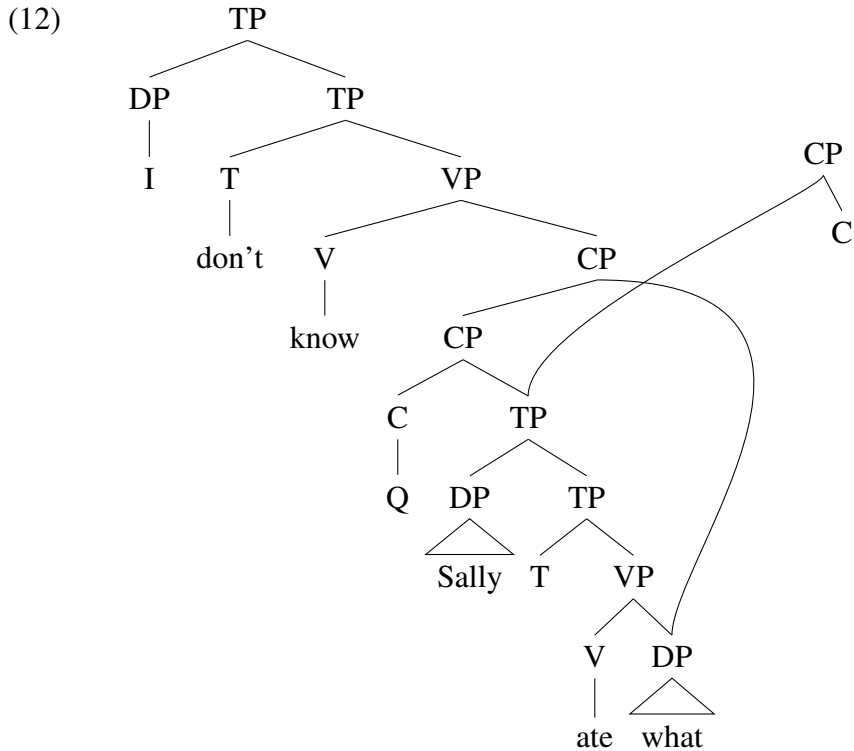 (12) TP
DP TP
CP
I T VP
C
don't V CP
know CP
C TP
Q DP TP
Sally T VP
V DP
ate what